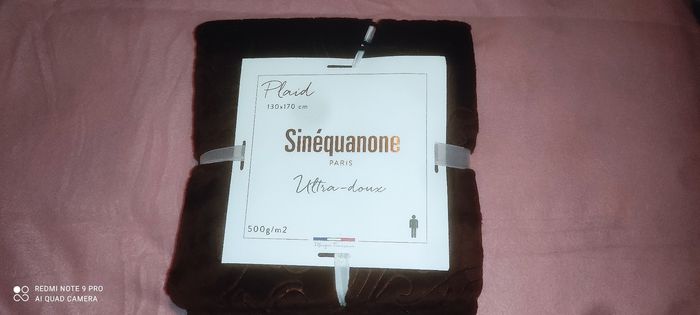 Plaid
130x170 cm
Sinéquanone
PARIS
Ultra-doux
500g/m2
REDMI NOTE 9 PRO
AI QUAD CAMERA